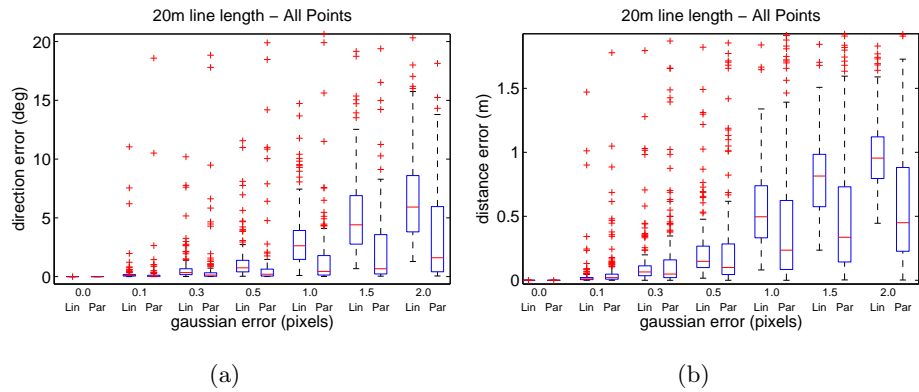 20m line length – All Points
20
15
10
5
0
direction error (deg)
0.0 0.1 0.3 0.5 1.0 1.5 2.0
Lin Par Lin Par Lin Par Lin Par Lin Par Lin Par Lin Par
gaussian error (pixels)
(a)
20m line length – All Points
1.5
1
0.5
0
distance error (m)
0.0 0.1 0.3 0.5 1.0 1.5 2.0
Lin Par Lin Par Lin Par Lin Par Lin Par Lin Par Lin Par
gaussian error (pixels)
(b)